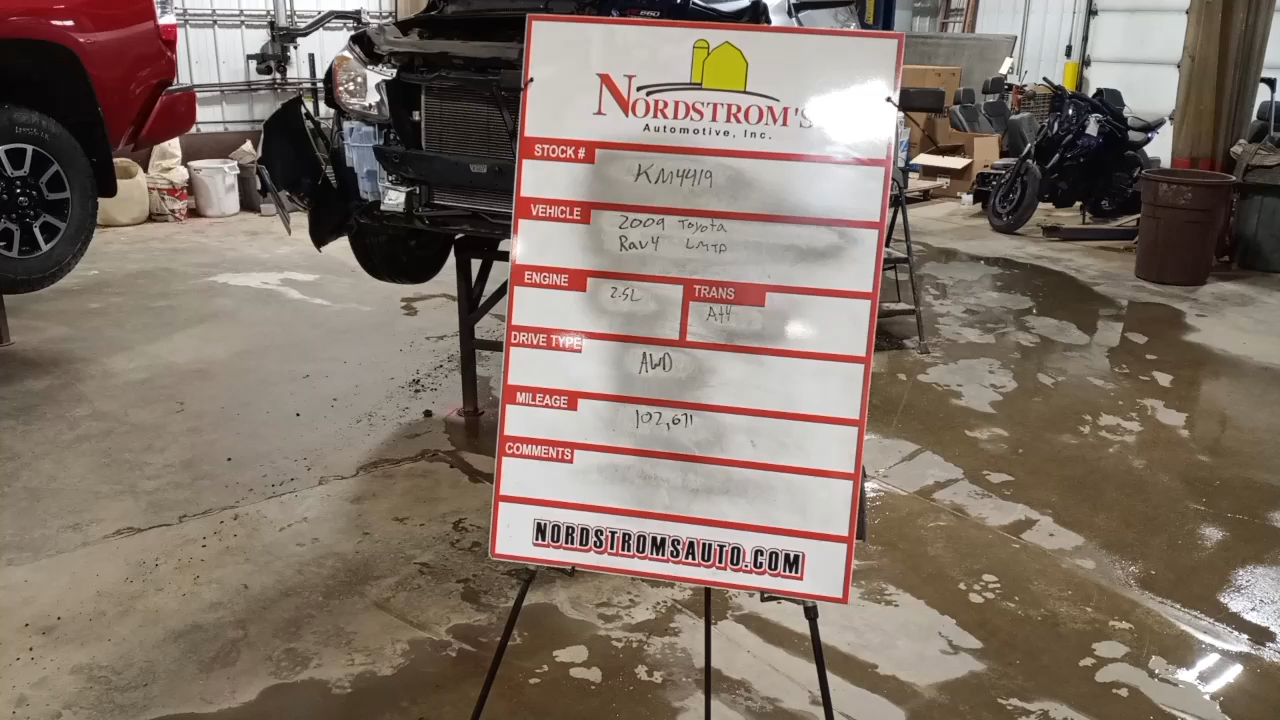 NORDSTROM'S
Automotive, Inc.
STOCK #
KM4419
VEHICLE
2009 Toyota
Rav4 LMTD
ENGINE
2.5L
TRANS
At4
DRIVE TYPE
AWD
MILEAGE
102,671
COMMENTS
NORDSTROMSAUTO.COM